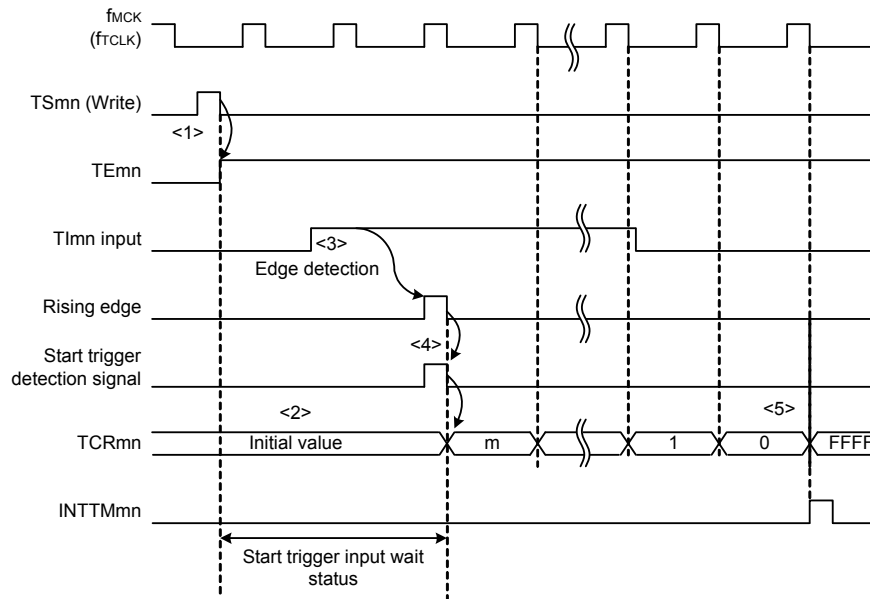 fMCK
(fTCLK)
TSmn (Write)
<1>
TEmn
TImn input
<3>
Edge detection
Rising edge
<4>
Start trigger
detection signal
<2>
<5>
TCRmn
Initial value
m
1
0
FFFF
INTTMmn
Start trigger input wait
status